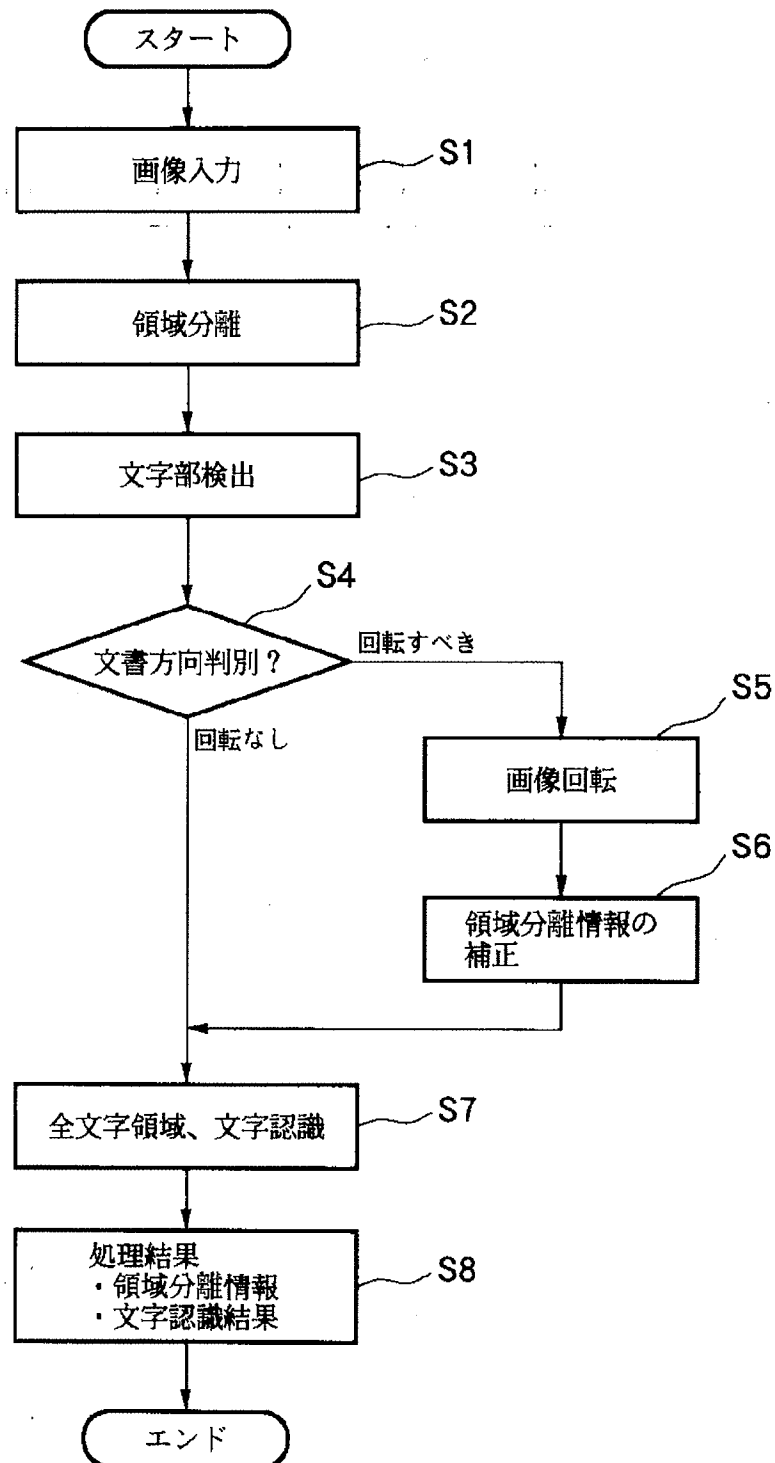 スタート
画像入力
S1
領域分離
S2
文字部検出
S3
S4
文書方向判別？
回転すべき
回転なし
S5
画像回転
S6
領域分離情報の
補正
全文字領域、文字認識
S7
処理結果
・領域分離情報
・文字認識結果
S8
エンド